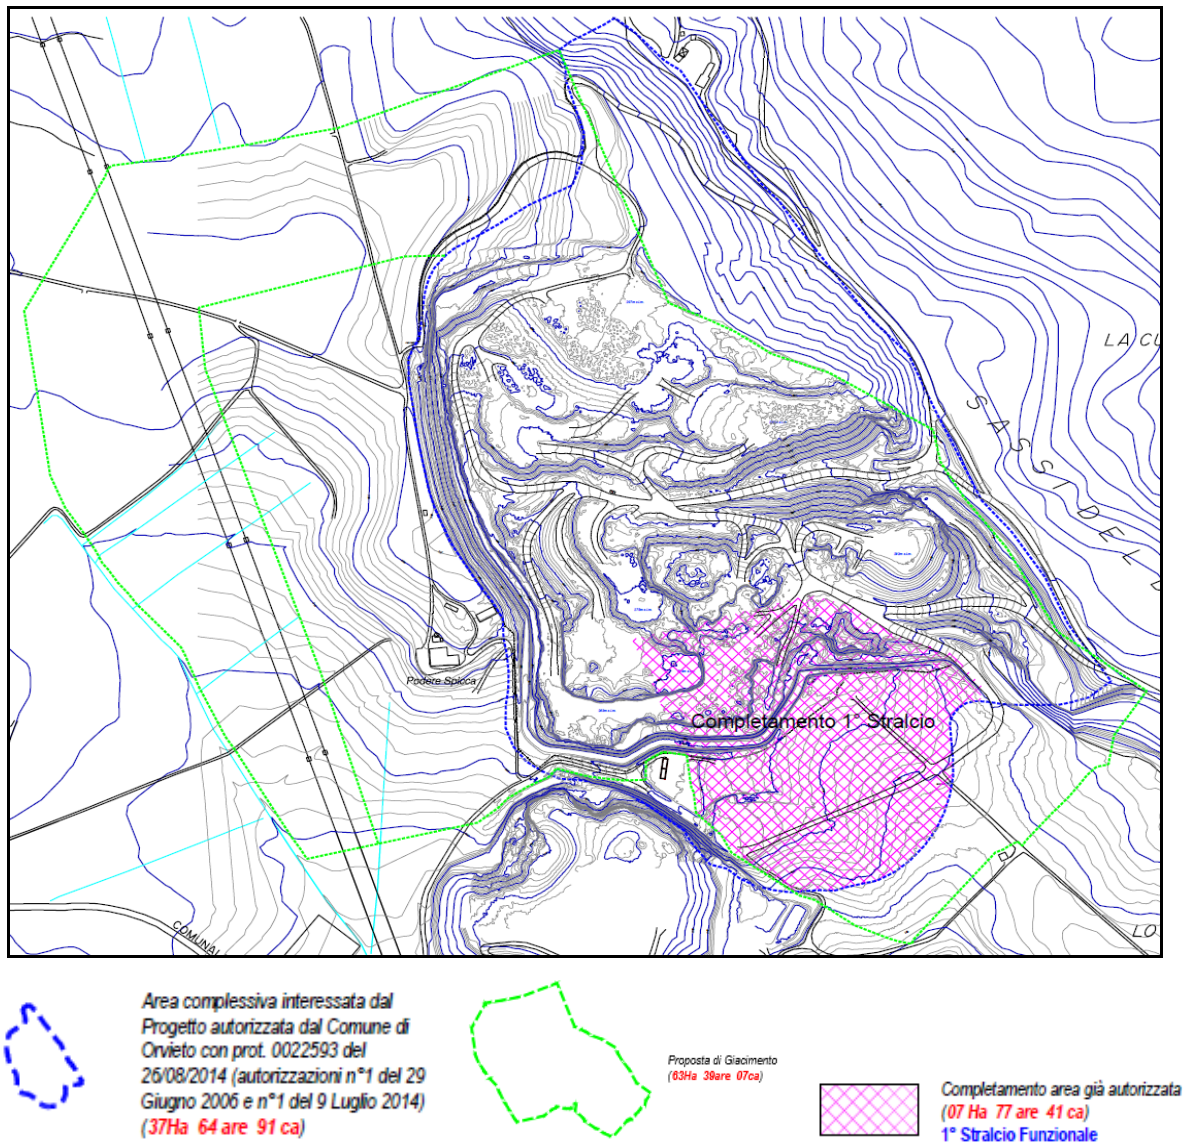 LA CU
SASSI DEL D
Podere Spicca
Completamento 1° Stralcio
COMUNAL
LO
Area complessiva interessata dal
Progetto autorizzata dal Comune di
Orvieto con prot. 0022593 del
26/08/2014 (autorizzazioni n°1 del 29
Giugno 2006 e n°1 del 9 Luglio 2014)
(37Ha 64 are 91 ca)
Proposta di Giacimento
(63Ha 39are 07ca)
Completamento area già autorizzata
(07 Ha 77 are 41 ca)
1° Stralcio Funzionale